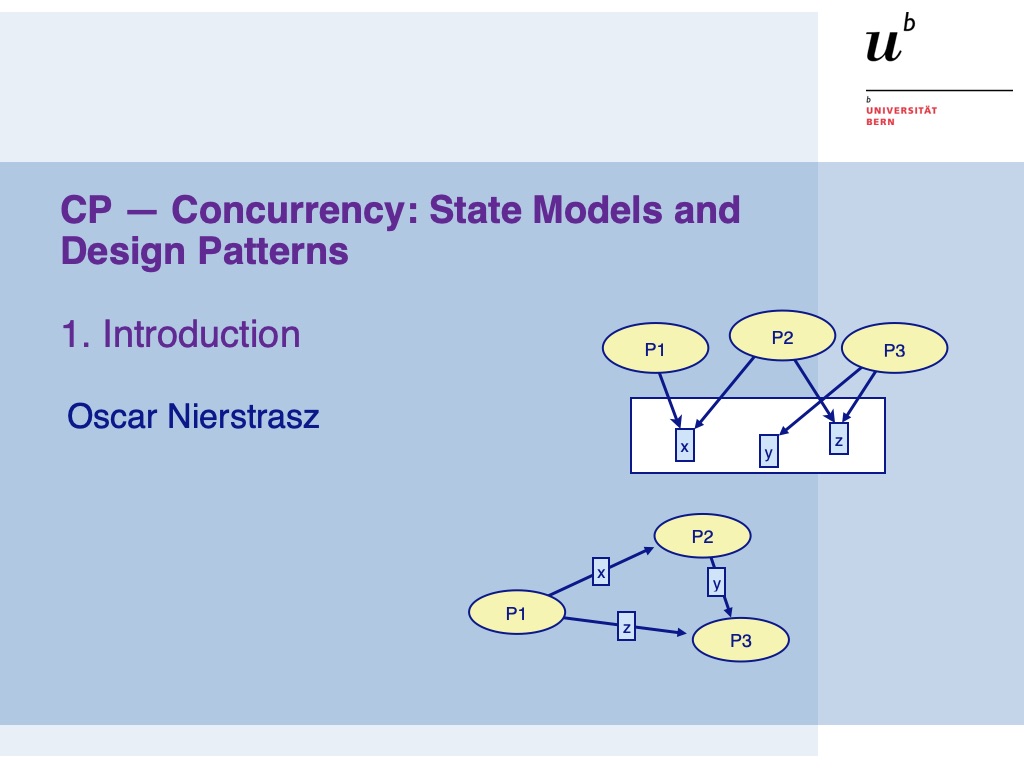 u
b
b
UNIVERSITÄT
BERN
CP — Concurrency: State Models and
Design Patterns
1. Introduction
Oscar Nierstrasz
P1
P2
P3
x
y
z
P2
x
y
P1
z
P3